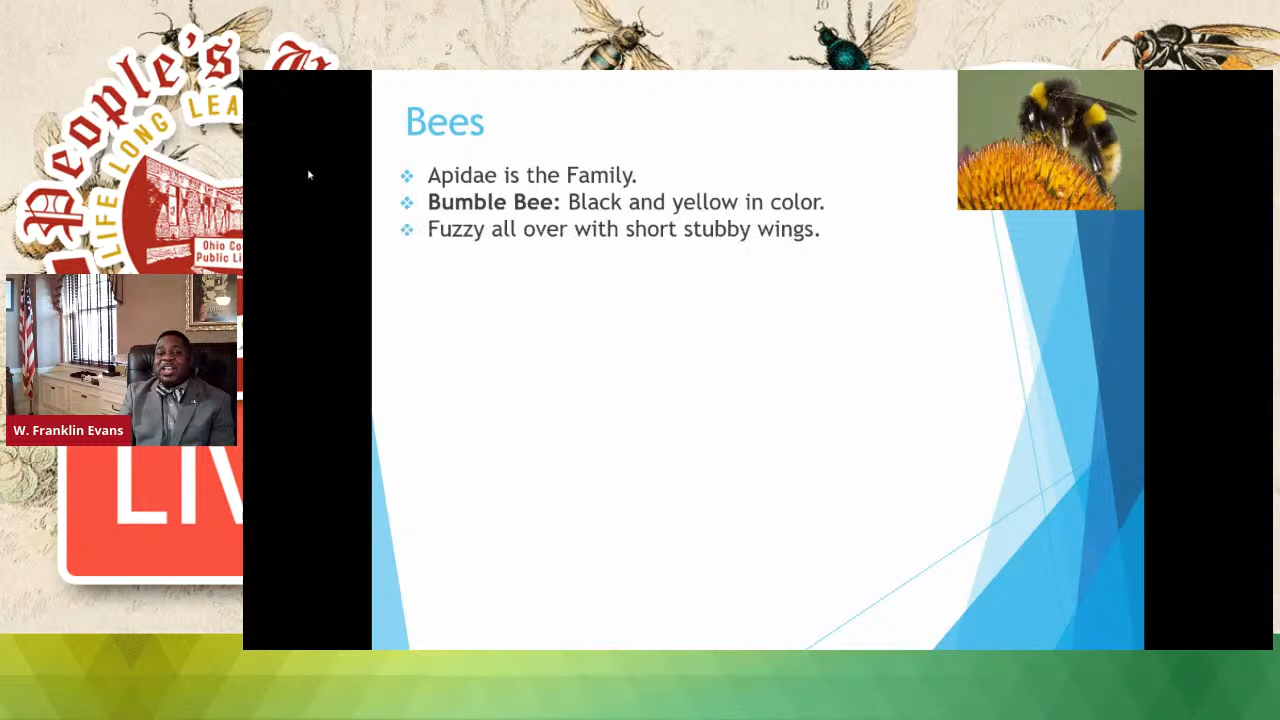 People's
LIFE LONG LEA
Ohio Co
Public Li
LIV
Bees
Apidae is the Family.
Bumble Bee: Black and yellow in color.
Fuzzy all over with short stubby wings.
W. Franklin Evans